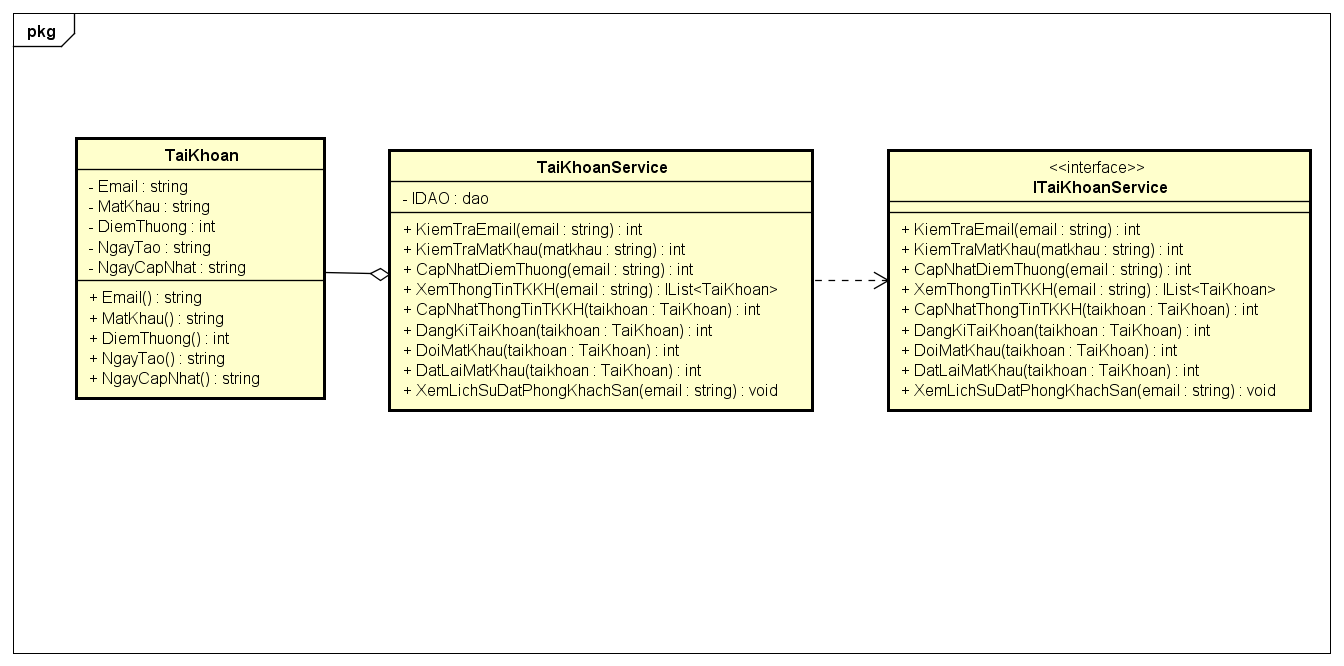 pkg
TaiKhoan
- Email : string
- MatKhau : string
- DiemThuong : int
- NgayTao : string
- NgayCapNhat : string
+ Email() : string
+ MatKhau() : string
+ DiemThuong() : int
+ NgayTao() : string
+ NgayCapNhat() : string
TaiKhoanService
- IDAO : dao
+ KiemTraEmail(email : string) : int
+ KiemTraMatKhau(matkhau : string) : int
+ CapNhatDiemThuong(email : string) : int
+ XemThongTinTKKH(email : string) : IList<TaiKhoan>
+ CapNhatThongTinTKKH(taikhoan : TaiKhoan) : int
+ DangKiTaiKhoan(taikhoan : TaiKhoan) : int
+ DoiMatKhau(taikhoan : TaiKhoan) : int
+ DatLaiMatKhau(taikhoan : TaiKhoan) : int
+ XemLichSuDatPhongKhachSan(email : string) : void
<<interface>>
ITaiKhoanService
+ KiemTraEmail(email : string) : int
+ KiemTraMatKhau(matkhau : string) : int
+ CapNhatDiemThuong(email : string) : int
+ XemThongTinTKKH(email : string) : IList<TaiKhoan>
+ CapNhatThongTinTKKH(taikhoan : TaiKhoan) : int
+ DangKiTaiKhoan(taikhoan : TaiKhoan) : int
+ DoiMatKhau(taikhoan : TaiKhoan) : int
+ DatLaiMatKhau(taikhoan : TaiKhoan) : int
+ XemLichSuDatPhongKhachSan(email : string) : void